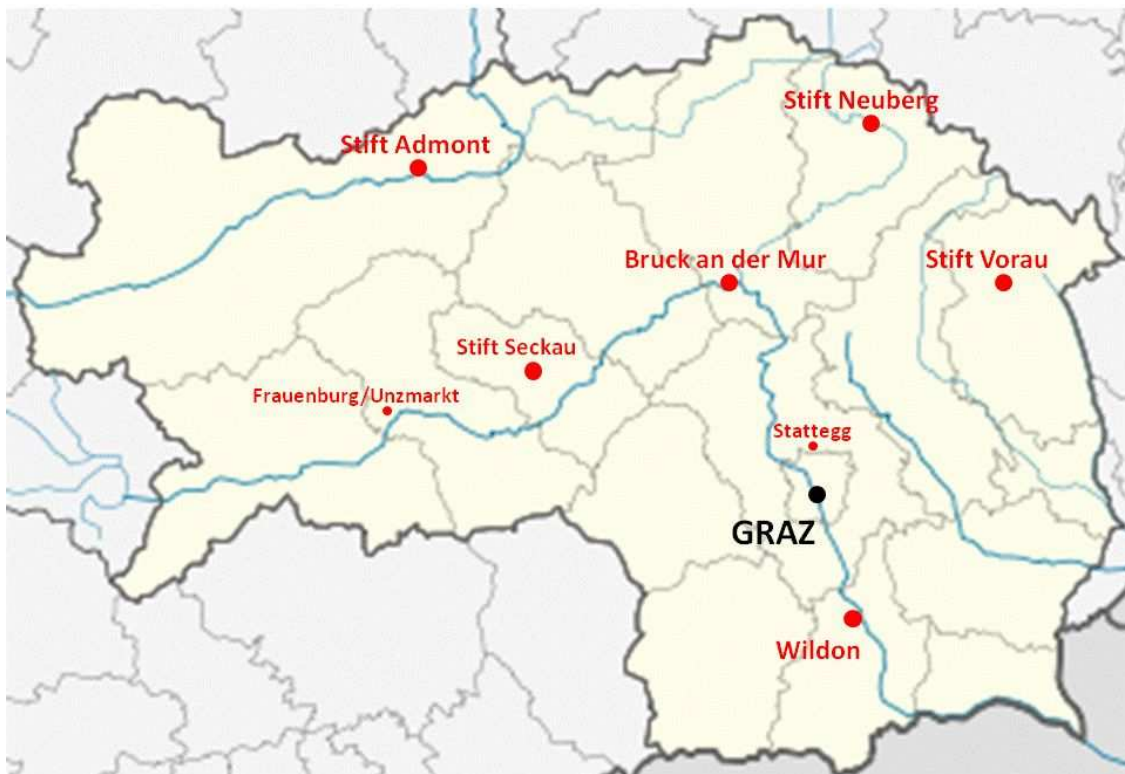 Stift Neuberg
Stift Admont
Bruck an der Mur
Stift Vorau
Stift Seckau
Frauenburg/Unzmarkt
Stattegg
GRAZ
Wildon